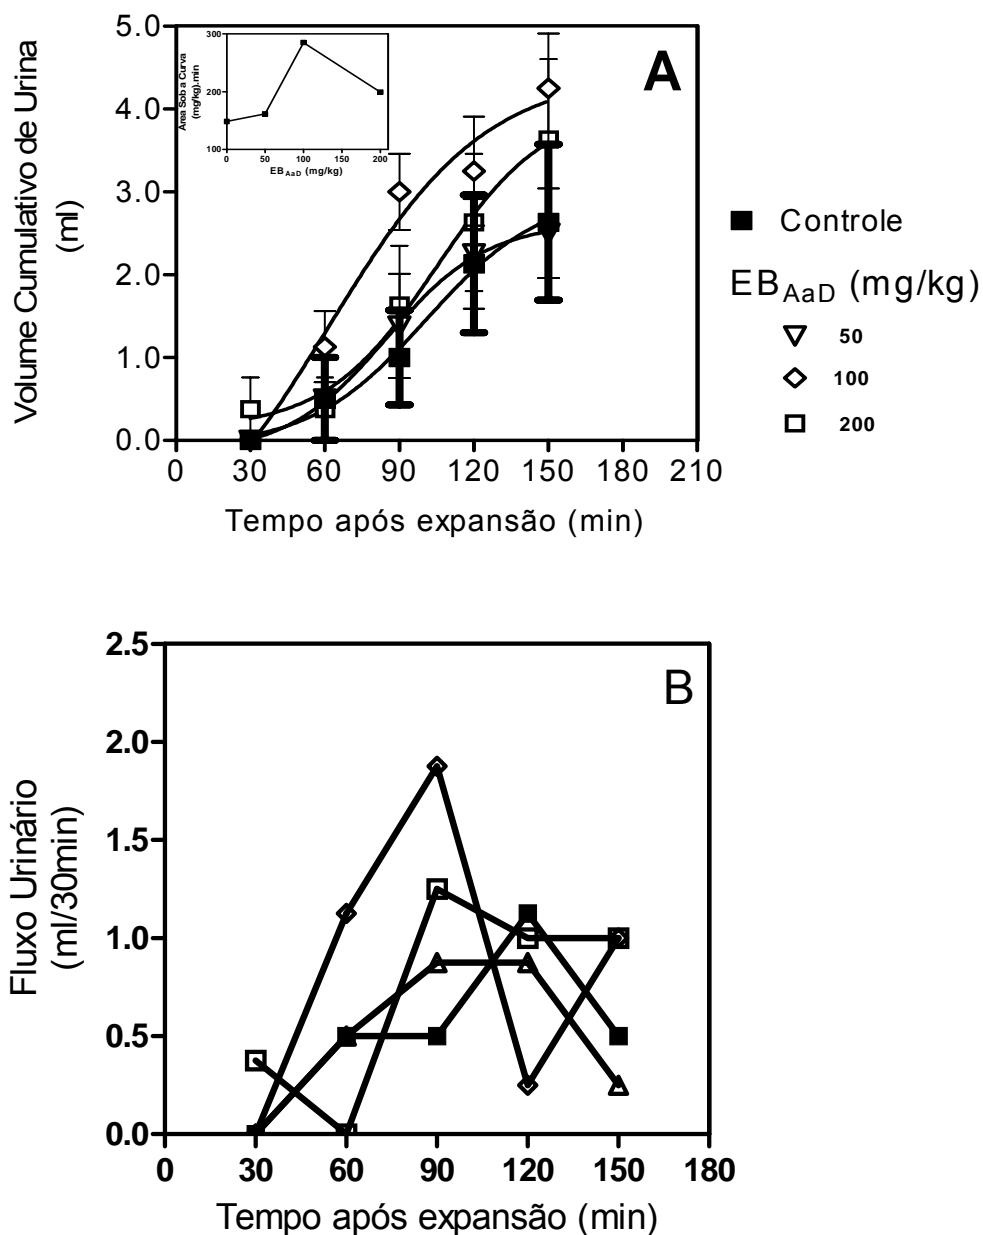 A
5.0
4.0
3.0
2.0
1.0
0.0
0 30 60 90 120 150 180 210
Volume Cumulativo de Urina
(ml)
Tempo após expansão (min)
300
200
100
0 50 100 150 200
Area Sob a Curva
(mg/kg).min
EBAaD (mg/kg)
Controle
EBAaD (mg/kg)
50
100
200
B
2.5
2.0
1.5
1.0
0.5
0.0
0 30 60 90 120 150 180
Fluxo Urinário
(ml/30min)
Tempo após expansão (min)